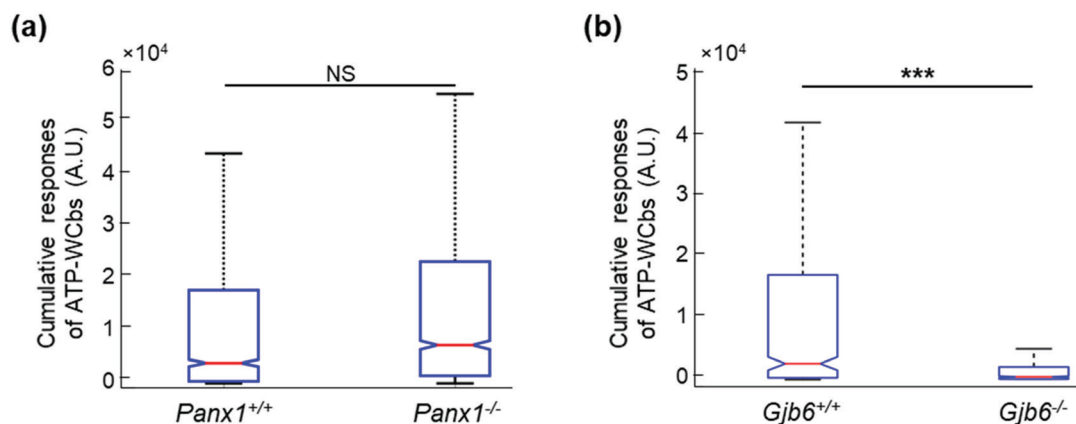 (a)
×10⁴
Cumulative responses
of ATP-WCbs (A.U.)
6
5
4
3
2
1
0
NS
Panx1+/+
Panx1-/-
(b)
×10⁴
Cumulative responses
of ATP-WCbs (A.U.)
5
4
3
2
1
0
***
Gjb6+/+
Gjb6-/-